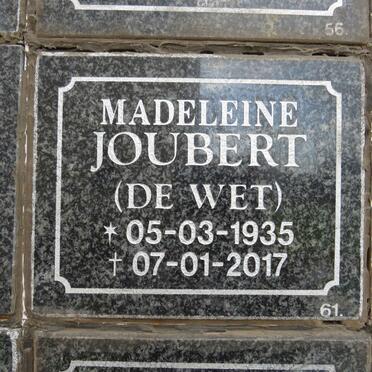 56.
MADELEINE
JOUBERT
(DE WET)
* 05-03-1935
† 07-01-2017
61.